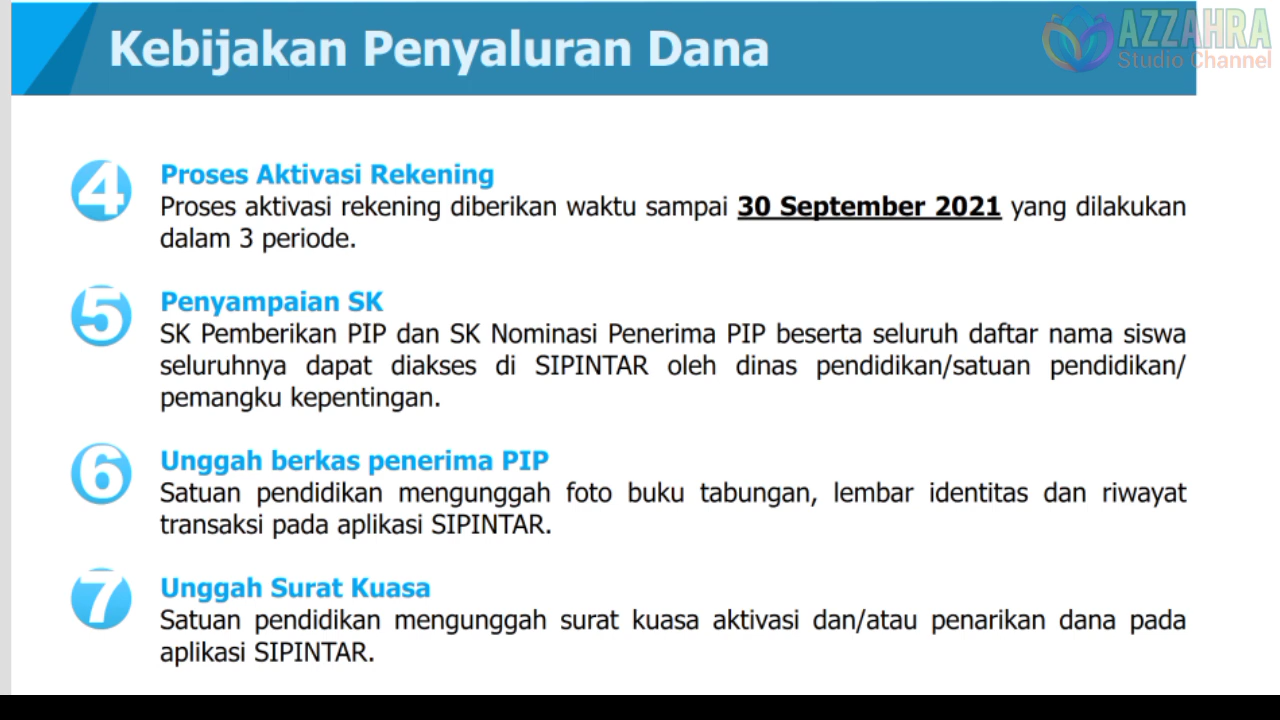 Kebijakan Penyaluran Dana
AZZAHRA
Studio Channel
4
Proses Aktivasi Rekening
Proses aktivasi rekening diberikan waktu sampai 30 September 2021 yang dilakukan
dalam 3 periode.
5
Penyampaian SK
SK Pemberikan PIP dan SK Nominasi Penerima PIP beserta seluruh daftar nama siswa
seluruhnya dapat diakses di SIPINTAR oleh dinas pendidikan/satuan pendidikan/
pemangku kepentingan.
6
Unggah berkas penerima PIP
Satuan pendidikan mengunggah foto buku tabungan, lembar identitas dan riwayat
transaksi pada aplikasi SIPINTAR.
7
Unggah Surat Kuasa
Satuan pendidikan mengunggah surat kuasa aktivasi dan/atau penarikan dana pada
aplikasi SIPINTAR.